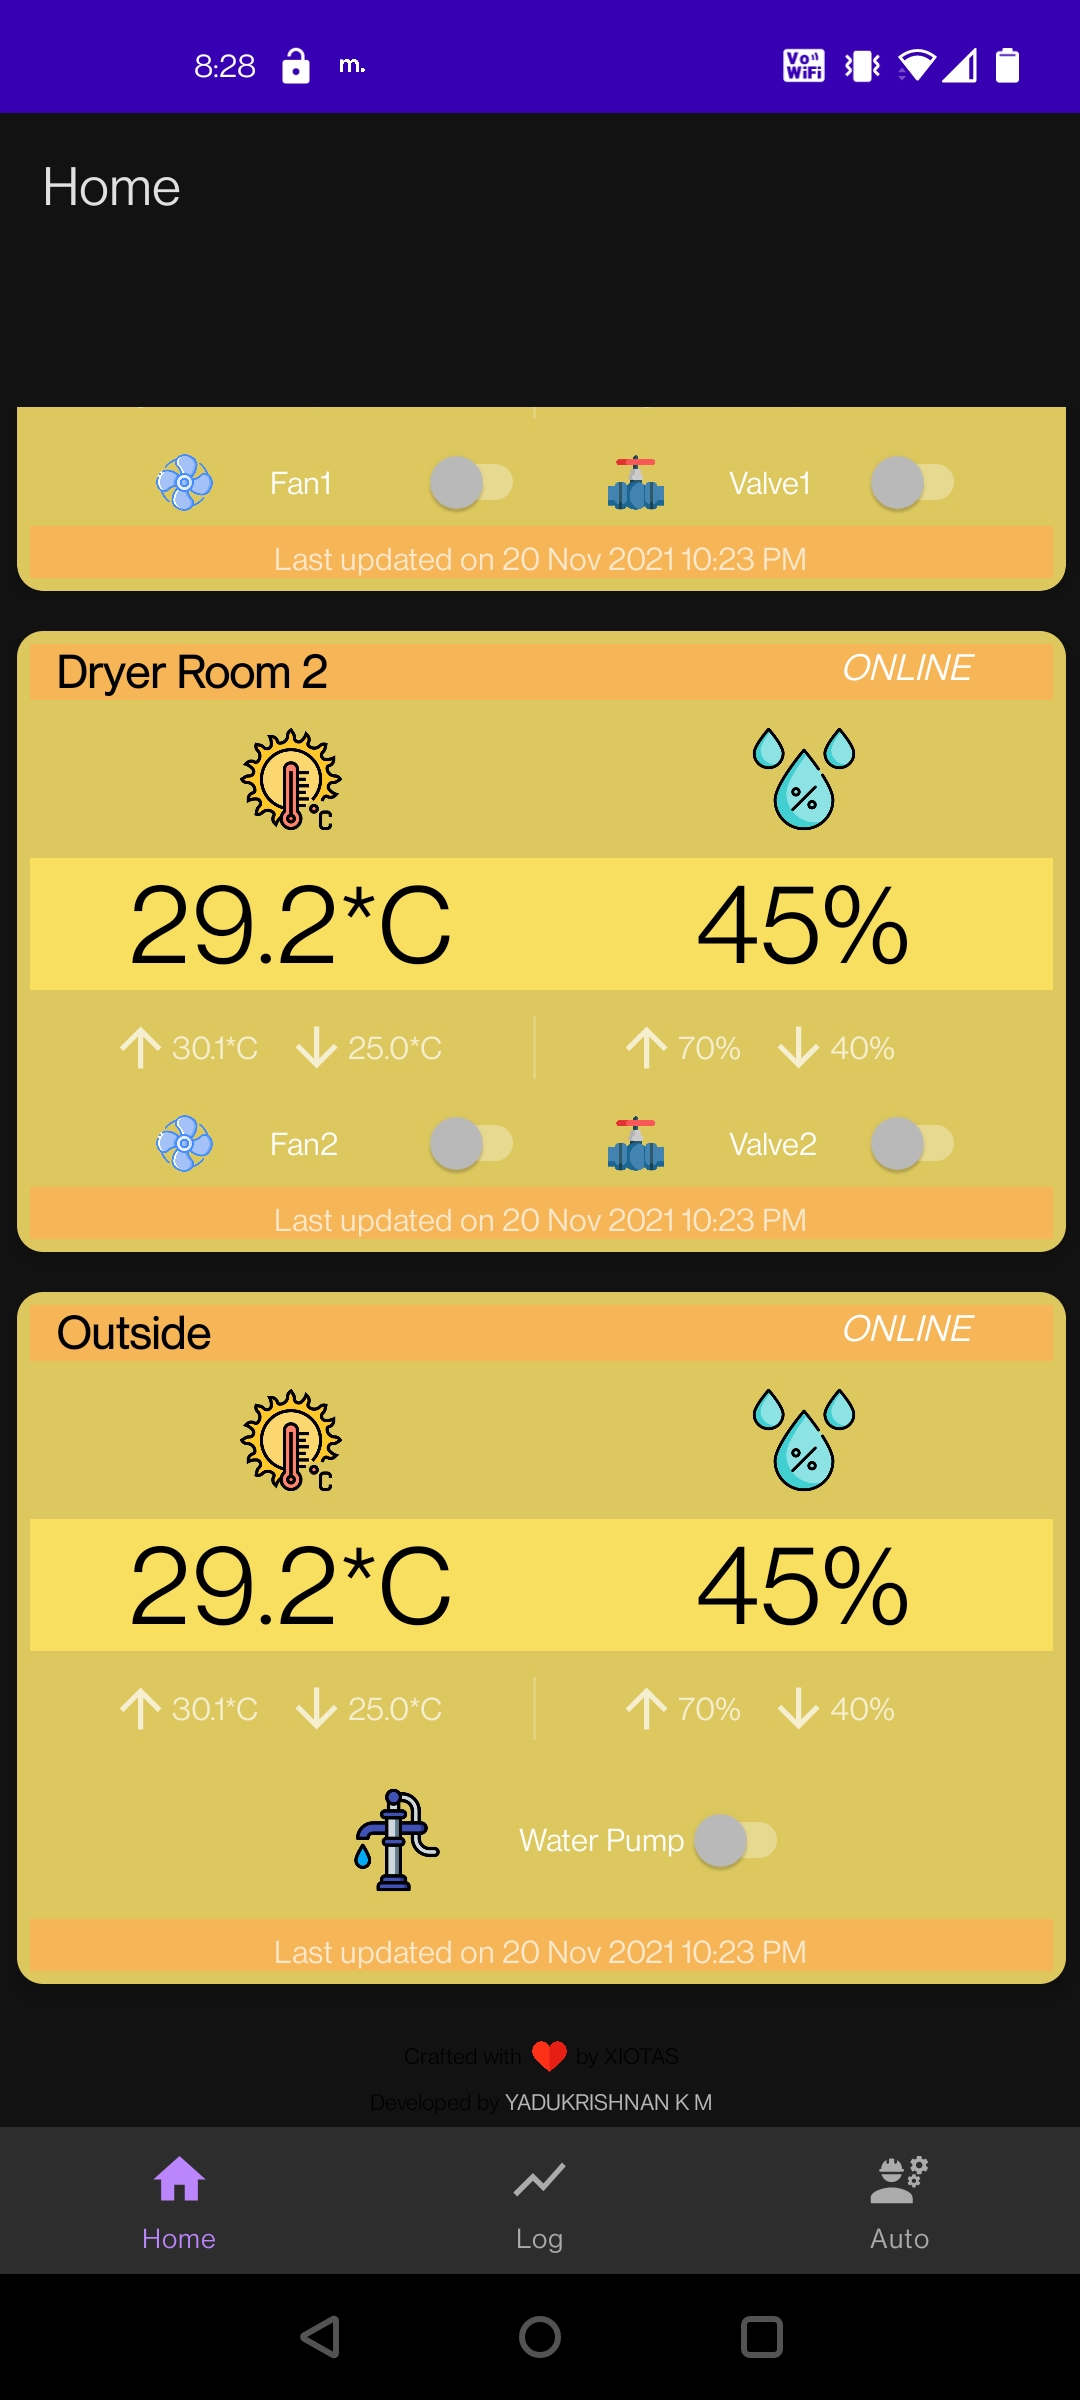 8:28 m. Vo WiFi
Home
Fan1 Valve1
Last updated on 20 Nov 2021 10:23 PM
Dryer Room 2 ONLINE
°C %
29.2*C 45%
30.1*C 25.0*C 70% 40%
Fan2 Valve2
Last updated on 20 Nov 2021 10:23 PM
Outside ONLINE
°C %
29.2*C 45%
30.1*C 25.0*C 70% 40%
Water Pump
Last updated on 20 Nov 2021 10:23 PM
Crafted with ❤ by XIOTAS
Developed by YADUKRISHNAN K M
Home Log Auto